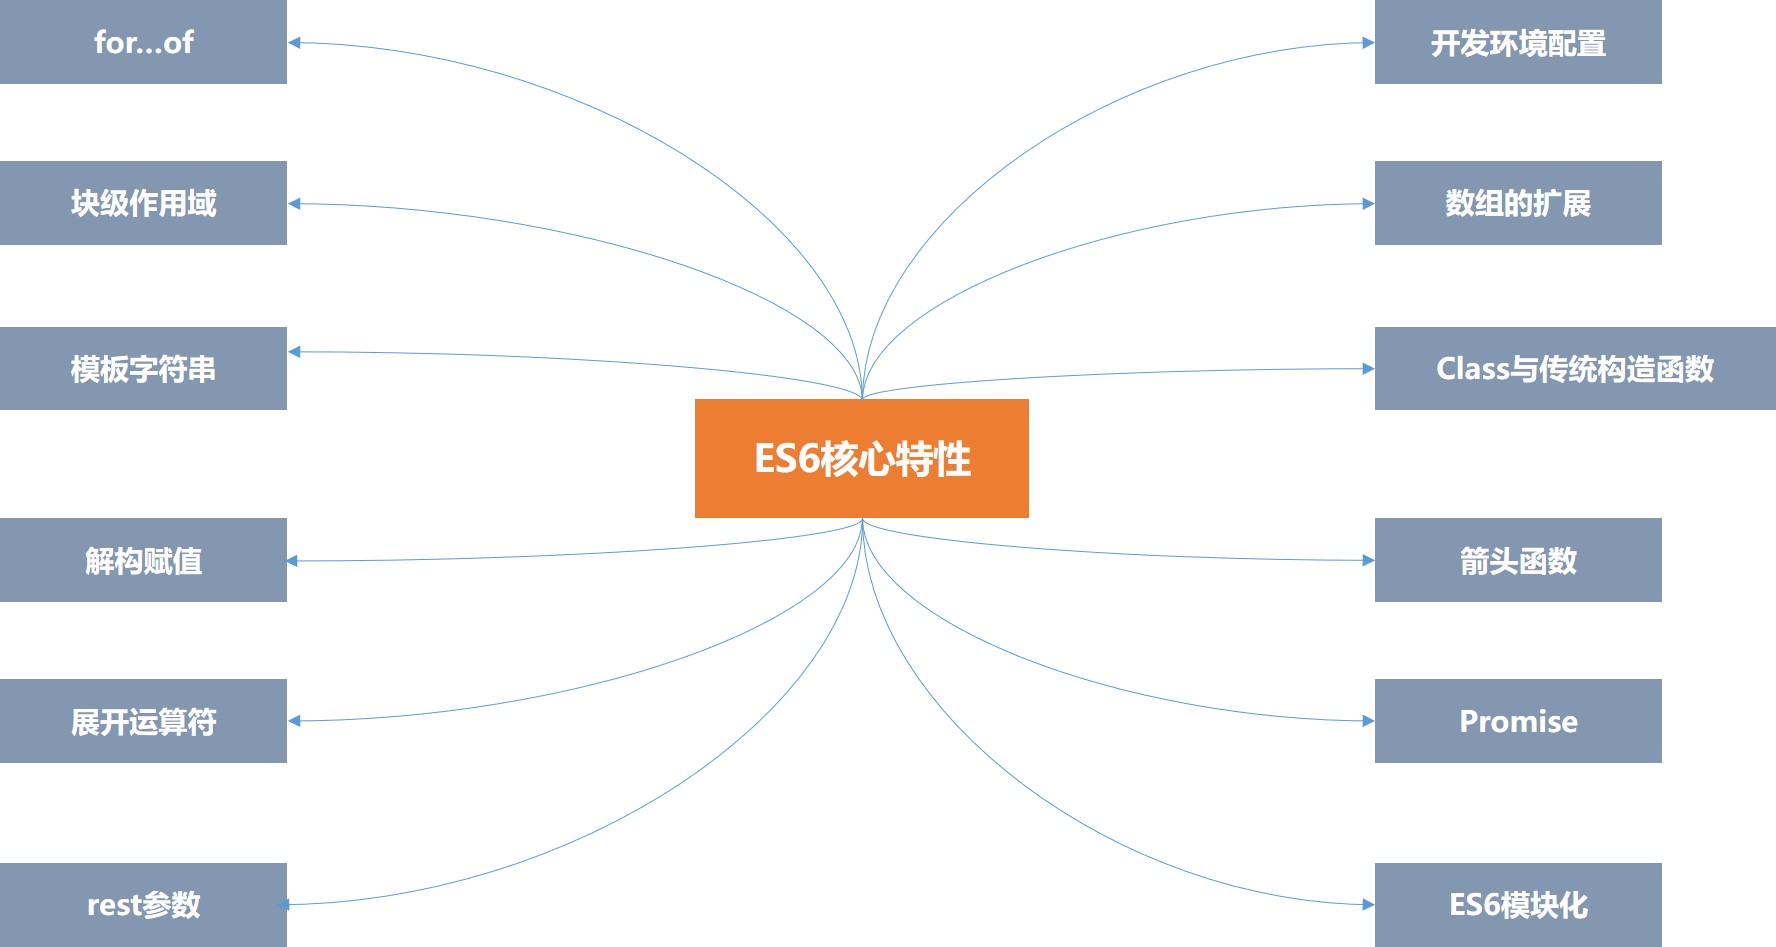 for...of
开发环境配置
块级作用域
数组的扩展
模板字符串
Class与传统构造函数
ES6核心特性
解构赋值
箭头函数
展开运算符
Promise
rest参数
ES6模块化